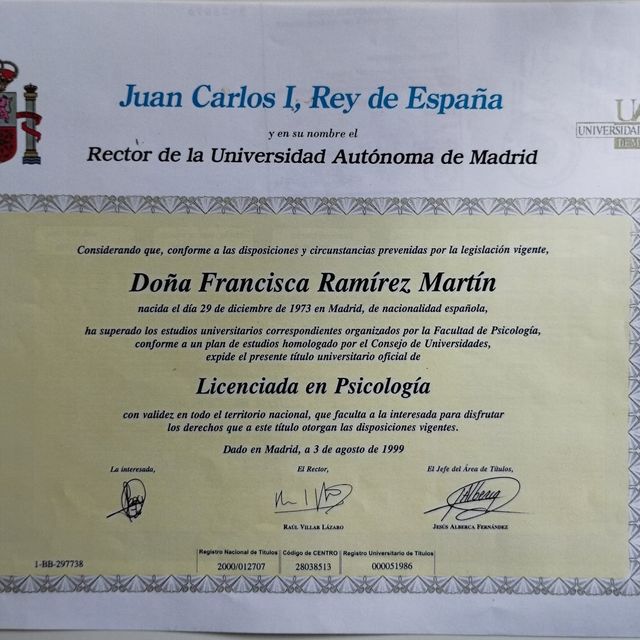 Juan Carlos I, Rey de España
y en su nombre el
Rector de la Universidad Autónoma de Madrid
UA
UNIVERSIDAD
Considerando que, conforme a las disposiciones y circunstancias prevenidas por la legislación vigente,
Doña Francisca Ramírez Martín
nacida el día 29 de diciembre de 1973 en Madrid, de nacionalidad española,
ha superado los estudios universitarios correspondientes organizados por la Facultad de Psicología,
conforme a un plan de estudios homologado por el Consejo de Universidades,
expide el presente título universitario oficial de
Licenciada en Psicología
con validez en todo el territorio nacional, que faculta a la interesada para disfrutar
los derechos que a este título otorgan las disposiciones vigentes.
Dado en Madrid, a 3 de agosto de 1999
La interesada,
El Rector,
El Jefe del Área de Títulos,
RAÚL VILLAR LÁZARO
JESÚS ALBERCA FERNÁNDEZ
Registro Nacional de Títulos Código de CENTRO Registro Universitario de Títulos
1-BB-297738 2000/012707 28038513 000051986